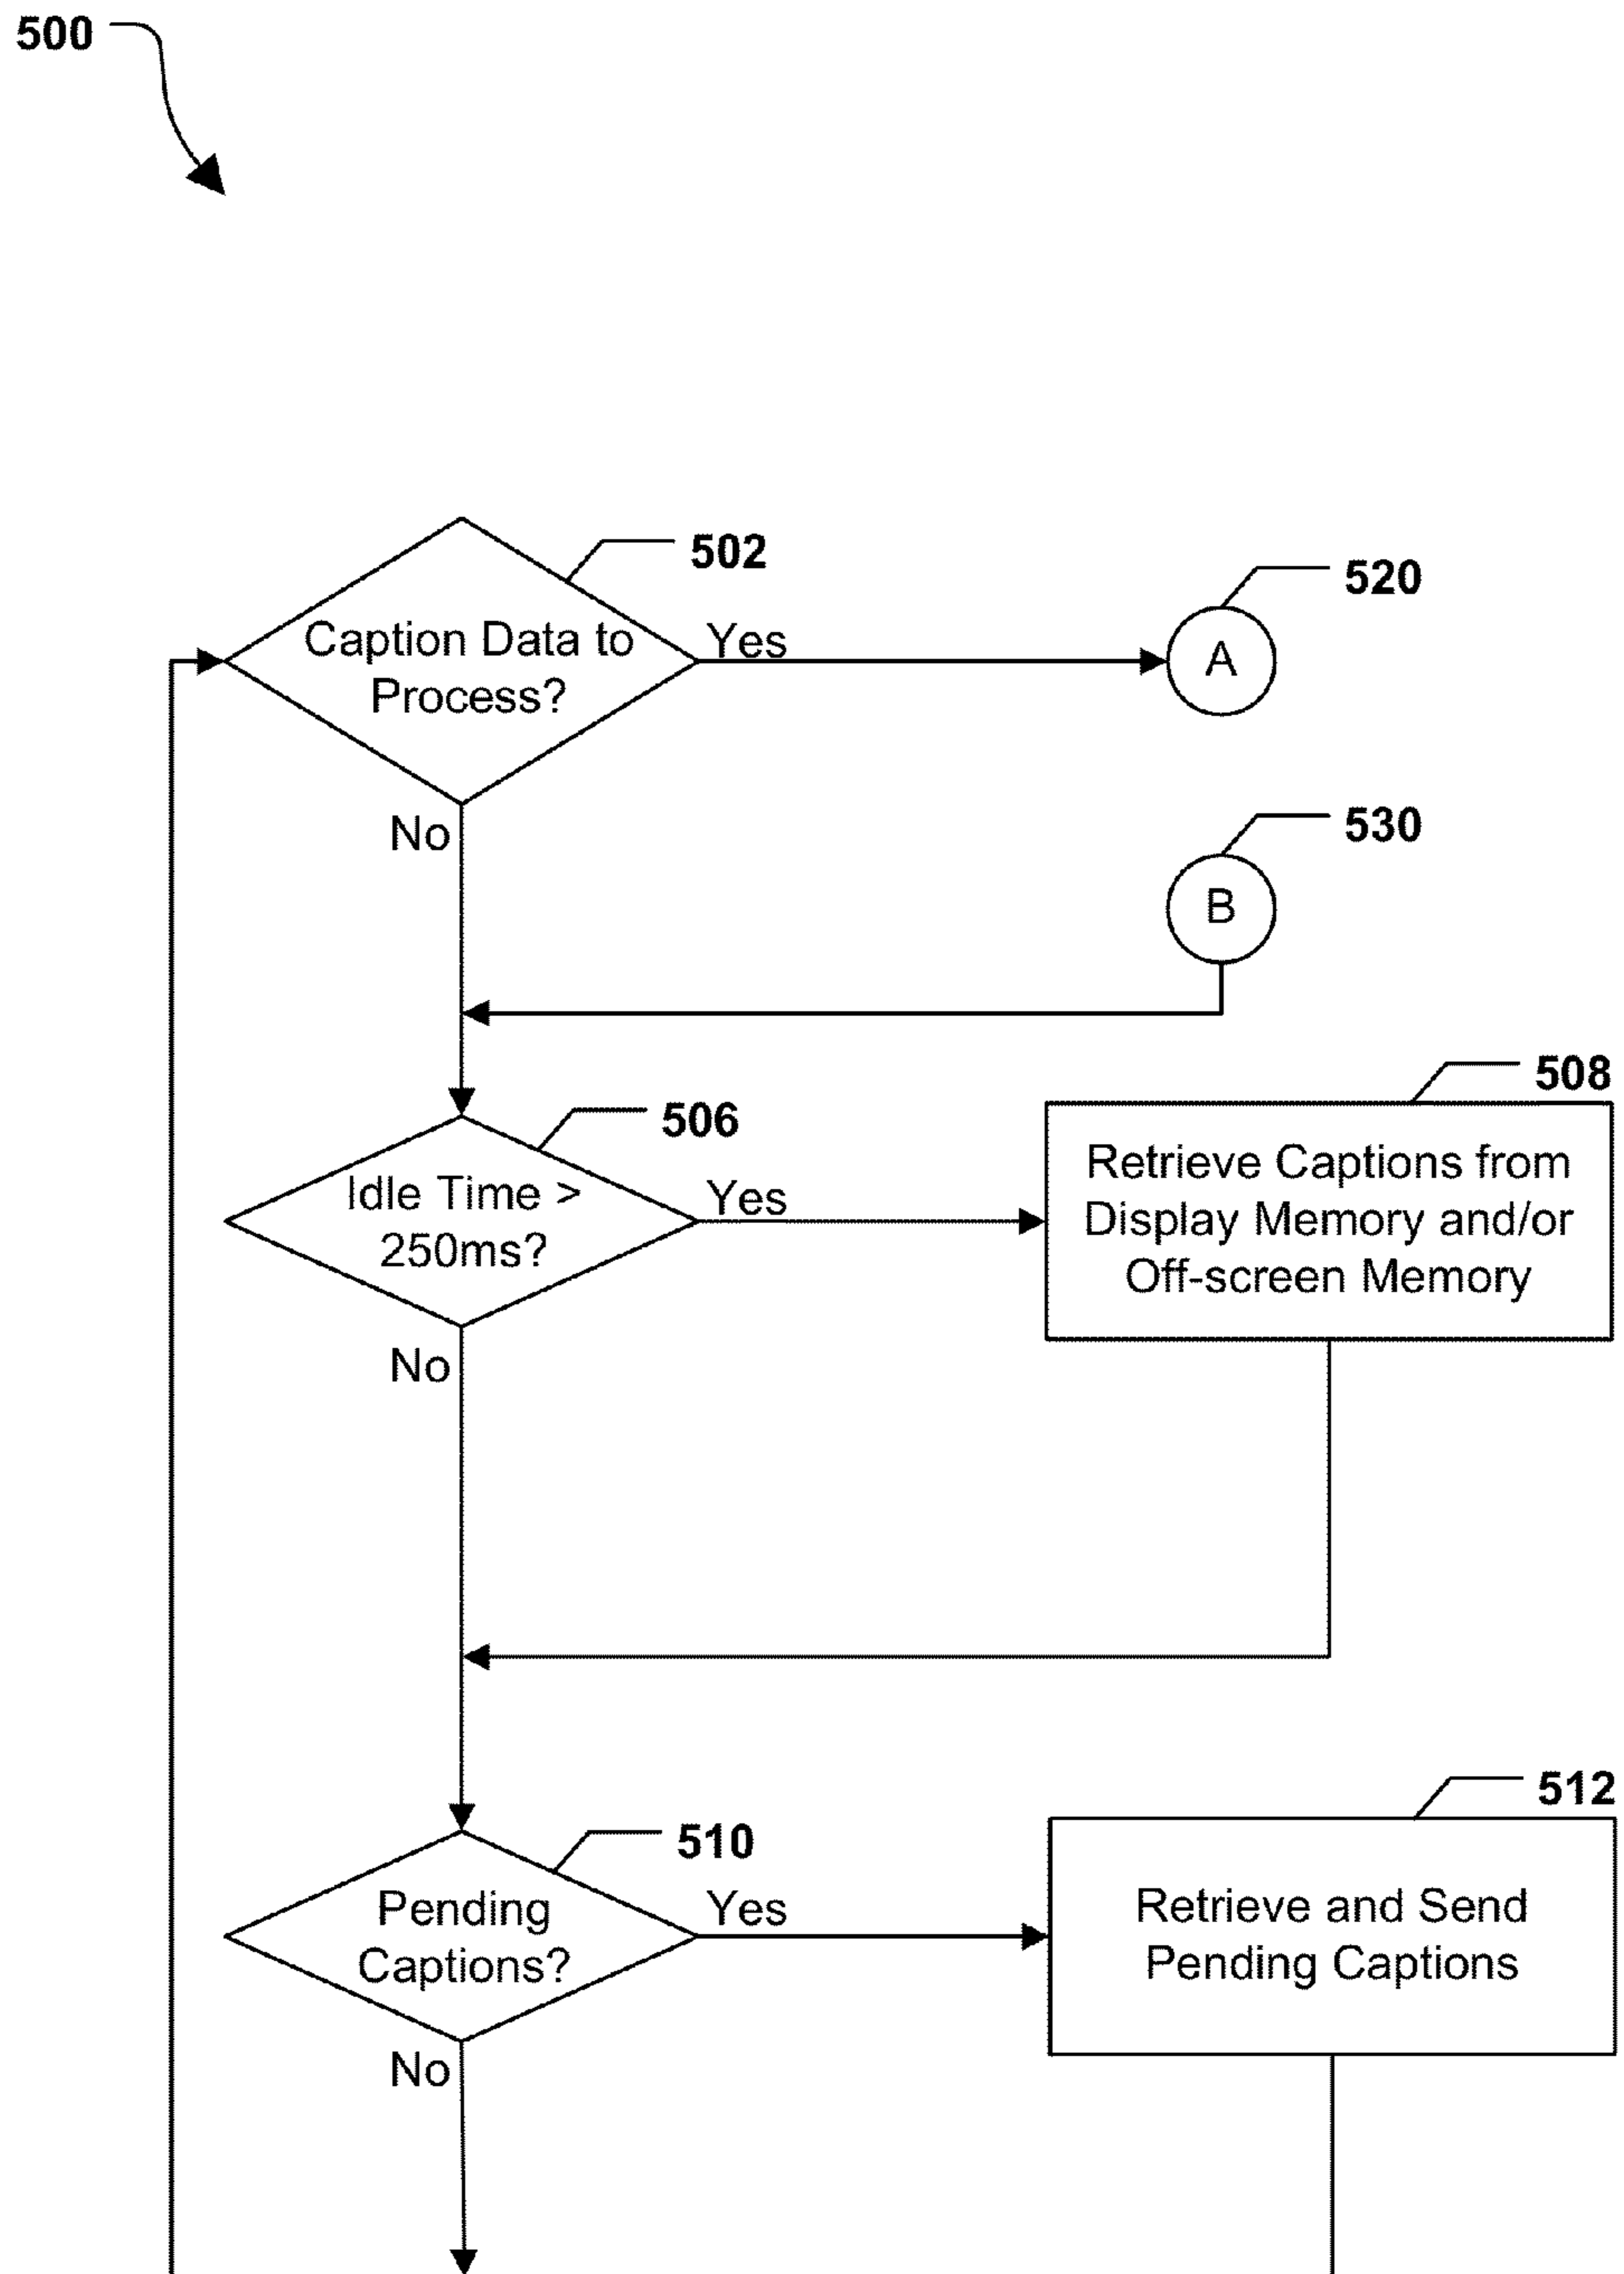 500
502
Caption Data to
Process?
Yes
520
A
No
530
B
506
Idle Time >
250ms?
Yes
508
Retrieve Captions from
Display Memory and/or
Off-screen Memory
No
510
Pending
Captions?
Yes
512
Retrieve and Send
Pending Captions
No